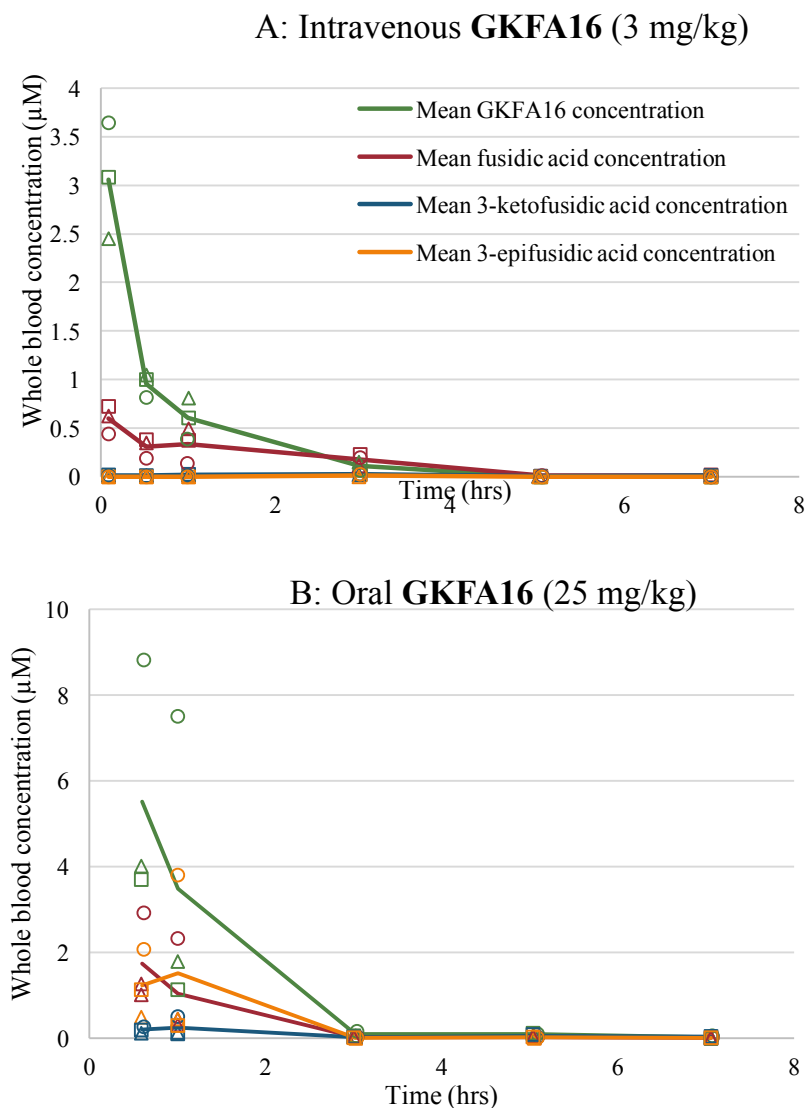 A: Intravenous GKFA16 (3 mg/kg)
Whole blood concentration (µM)
4
3.5
3
2.5
2
1.5
1
0.5
0
Mean GKFA16 concentration
Mean fusidic acid concentration
Mean 3-ketofusidic acid concentration
Mean 3-epifusidic acid concentration
0 2 4 6 8
Time (hrs)
B: Oral GKFA16 (25 mg/kg)
Whole blood concentration (µM)
10
8
6
4
2
0
0 2 4 6 8
Time (hrs)